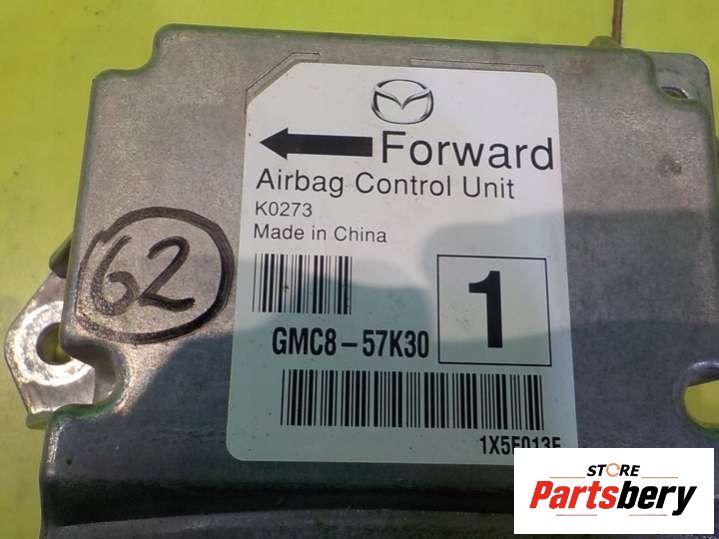 Forward
Airbag Control Unit
K0273
Made in China
62
1
GMC8-57K30
STORE
Partsbery